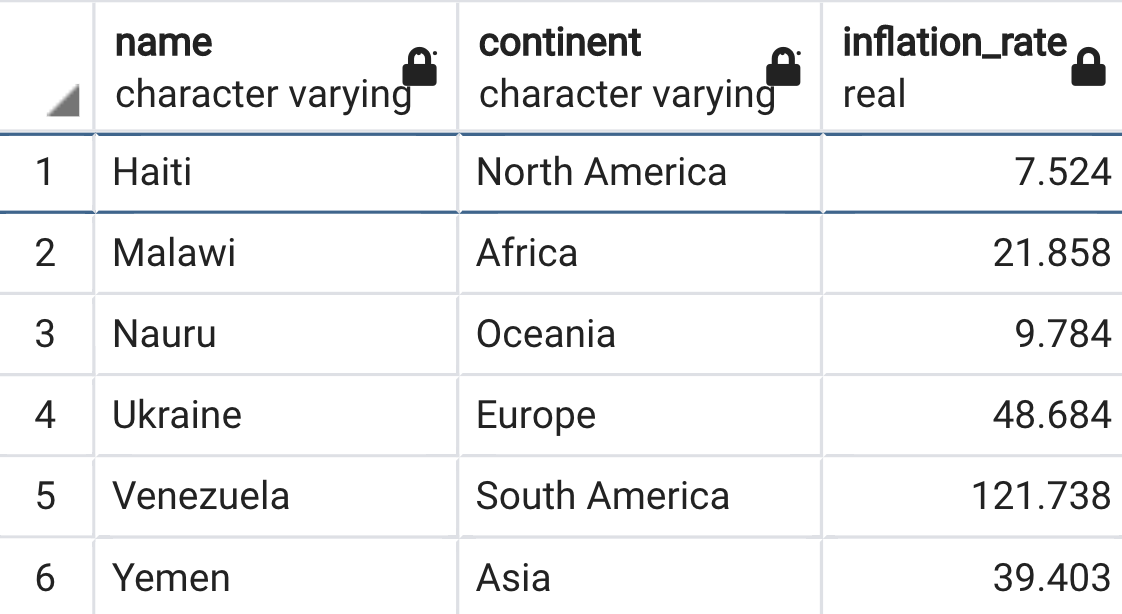 name continent inflation_rate
character varying character varying real
1 Haiti North America 7.524
2 Malawi Africa 21.858
3 Nauru Oceania 9.784
4 Ukraine Europe 48.684
5 Venezuela South America 121.738
6 Yemen Asia 39.403